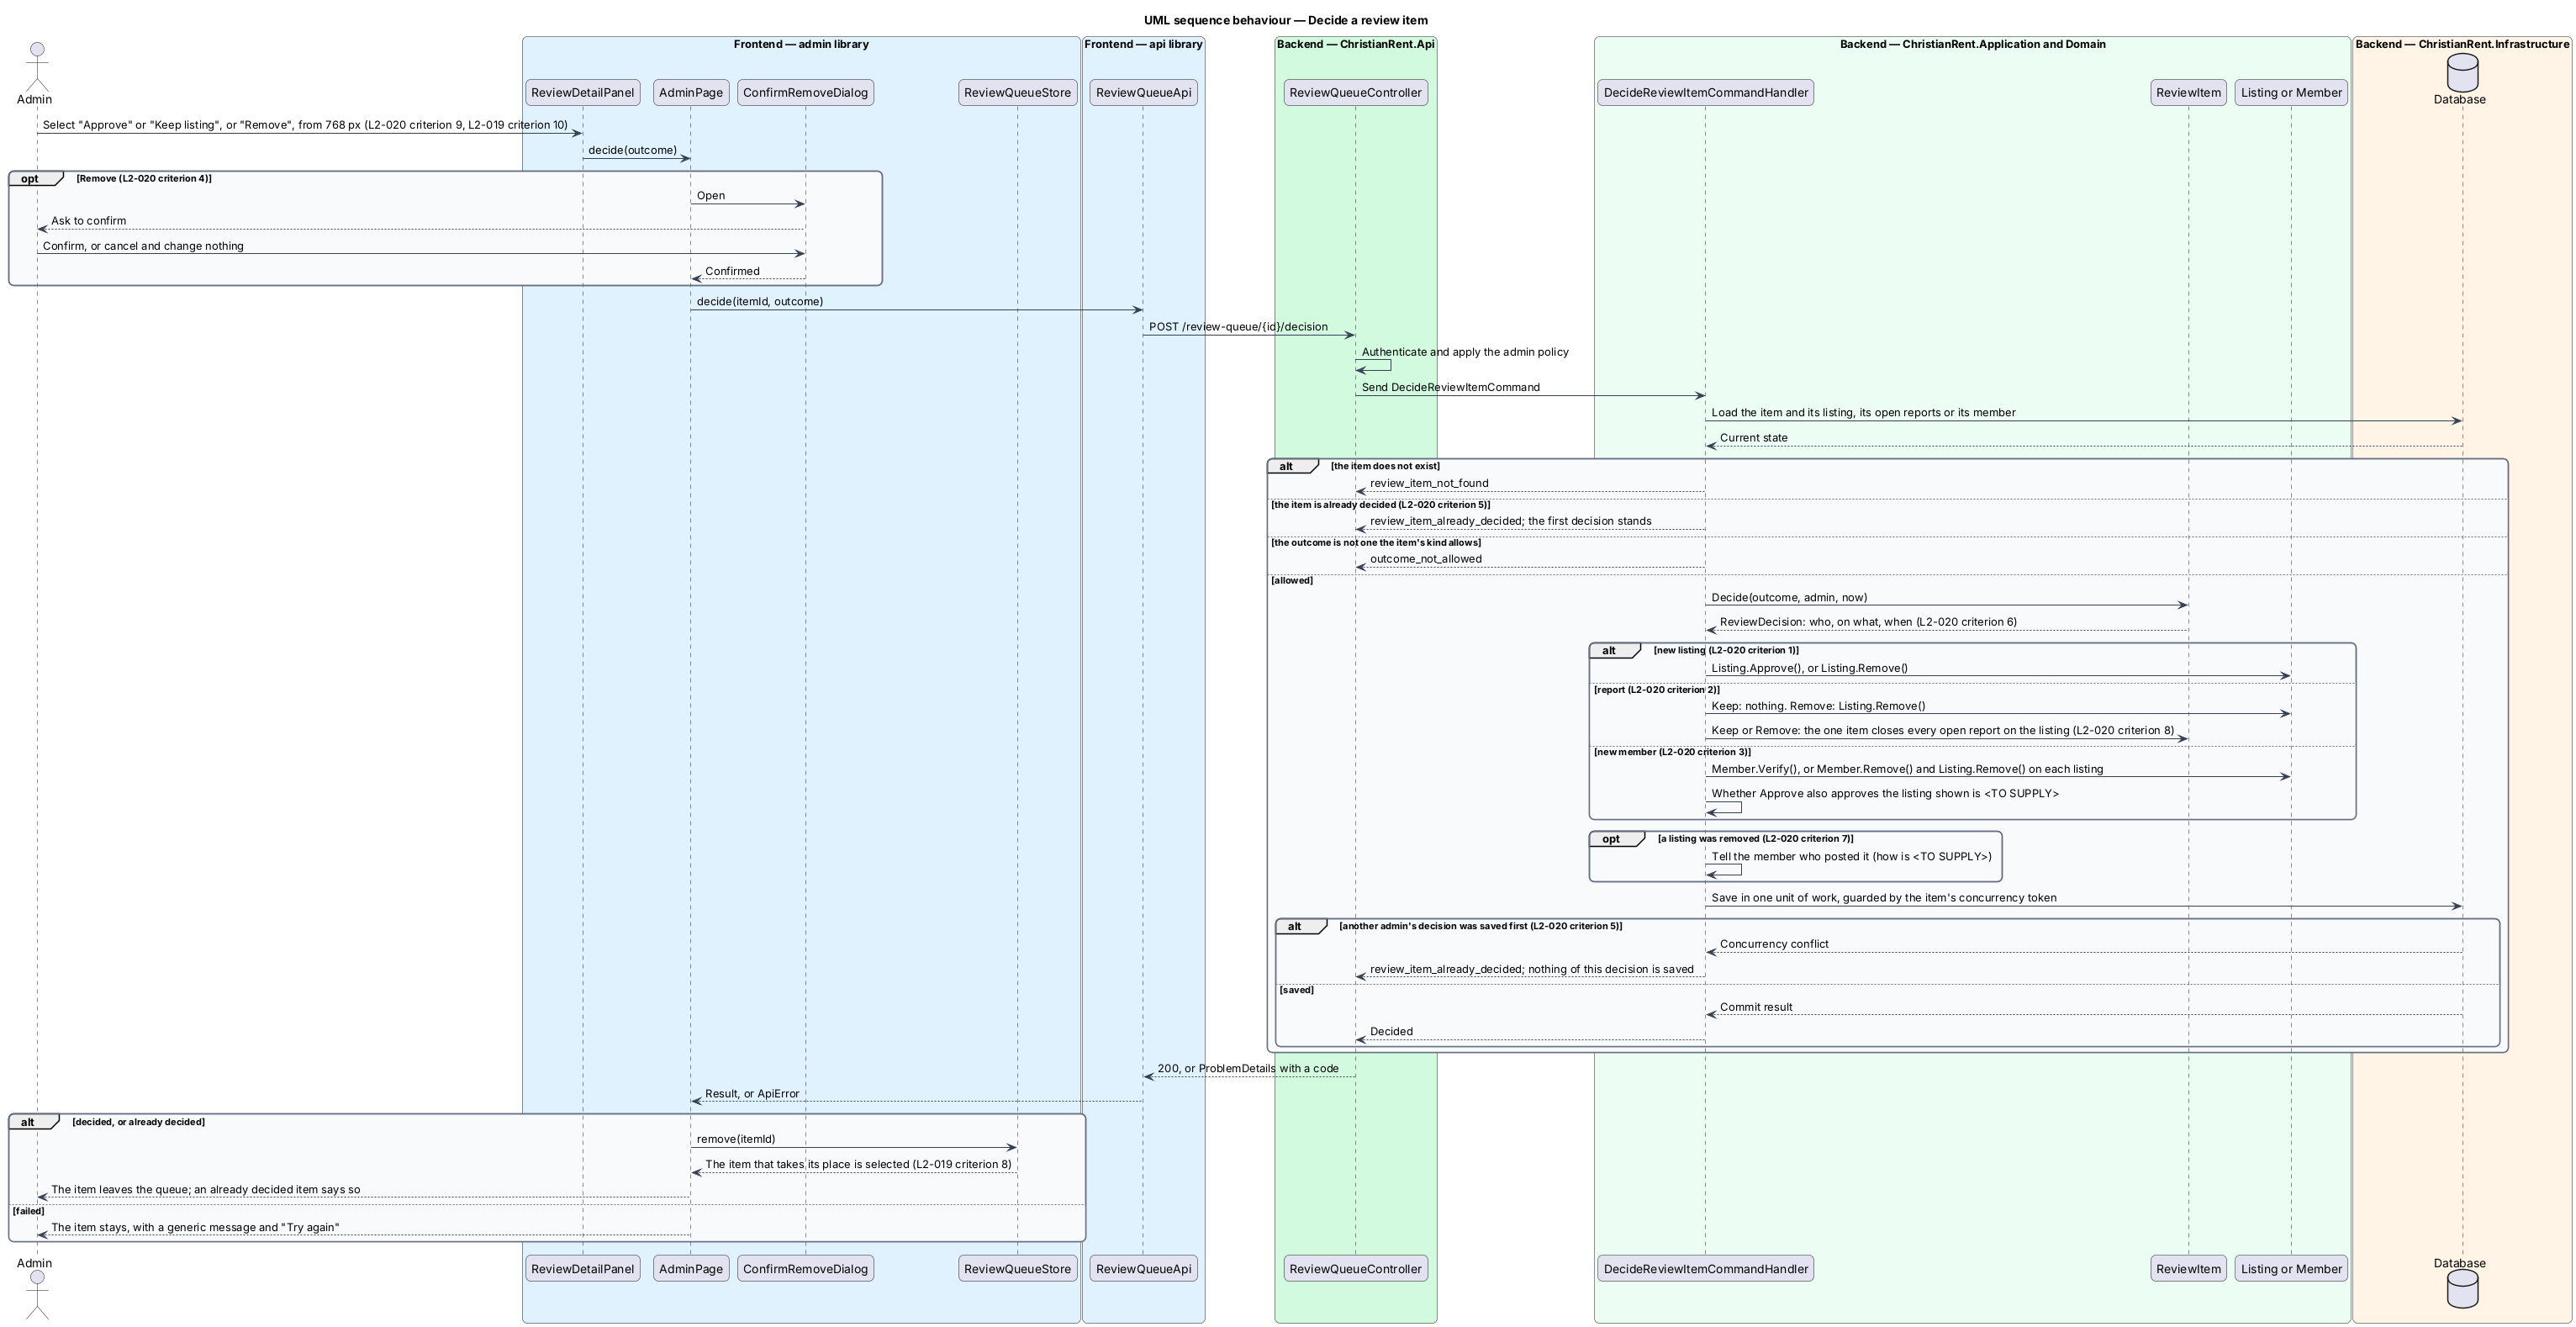 UML sequence behaviour — Decide a review item
Frontend — admin library
Frontend — api library
Backend — ChristianRent.Api
Backend — ChristianRent.Application and Domain
Backend — ChristianRent.Infrastructure
Admin
ReviewDetailPanel
AdminPage
ConfirmRemoveDialog
ReviewQueueStore
ReviewQueueApi
ReviewQueueController
DecideReviewItemCommandHandler
ReviewItem
Listing or Member
Database
Select "Approve" or "Keep listing", or "Remove", from 768 px (L2-020 criterion 9, L2-019 criterion 10)
decide(outcome)
opt
[Remove (L2-020 criterion 4)]
Open
Ask to confirm
Confirm, or cancel and change nothing
Confirmed
decide(itemId, outcome)
POST /review-queue/{id}/decision
Authenticate and apply the admin policy
Send DecideReviewItemCommand
Load the item and its listing, its open reports or its member
Current state
alt
[the item does not exist]
review_item_not_found
[the item is already decided (L2-020 criterion 5)]
review_item_already_decided; the first decision stands
[the outcome is not one the item's kind allows]
outcome_not_allowed
[allowed]
Decide(outcome, admin, now)
ReviewDecision: who, on what, when (L2-020 criterion 6)
alt
[new listing (L2-020 criterion 1)]
Listing.Approve(), or Listing.Remove()
[report (L2-020 criterion 2)]
Keep: nothing. Remove: Listing.Remove()
Keep or Remove: the one item closes every open report on the listing (L2-020 criterion 8)
[new member (L2-020 criterion 3)]
Member.Verify(), or Member.Remove() and Listing.Remove() on each listing
Whether Approve also approves the listing shown is <TO SUPPLY>
opt
[a listing was removed (L2-020 criterion 7)]
Tell the member who posted it (how is <TO SUPPLY>)
Save in one unit of work, guarded by the item's concurrency token
alt
[another admin's decision was saved first (L2-020 criterion 5)]
Concurrency conflict
review_item_already_decided; nothing of this decision is saved
[saved]
Commit result
Decided
200, or ProblemDetails with a code
Result, or ApiError
alt
[decided, or already decided]
remove(itemId)
The item that takes its place is selected (L2-019 criterion 8)
The item leaves the queue; an already decided item says so
[failed]
The item stays, with a generic message and "Try again"
Admin
ReviewDetailPanel
AdminPage
ConfirmRemoveDialog
ReviewQueueStore
ReviewQueueApi
ReviewQueueController
DecideReviewItemCommandHandler
ReviewItem
Listing or Member
Database